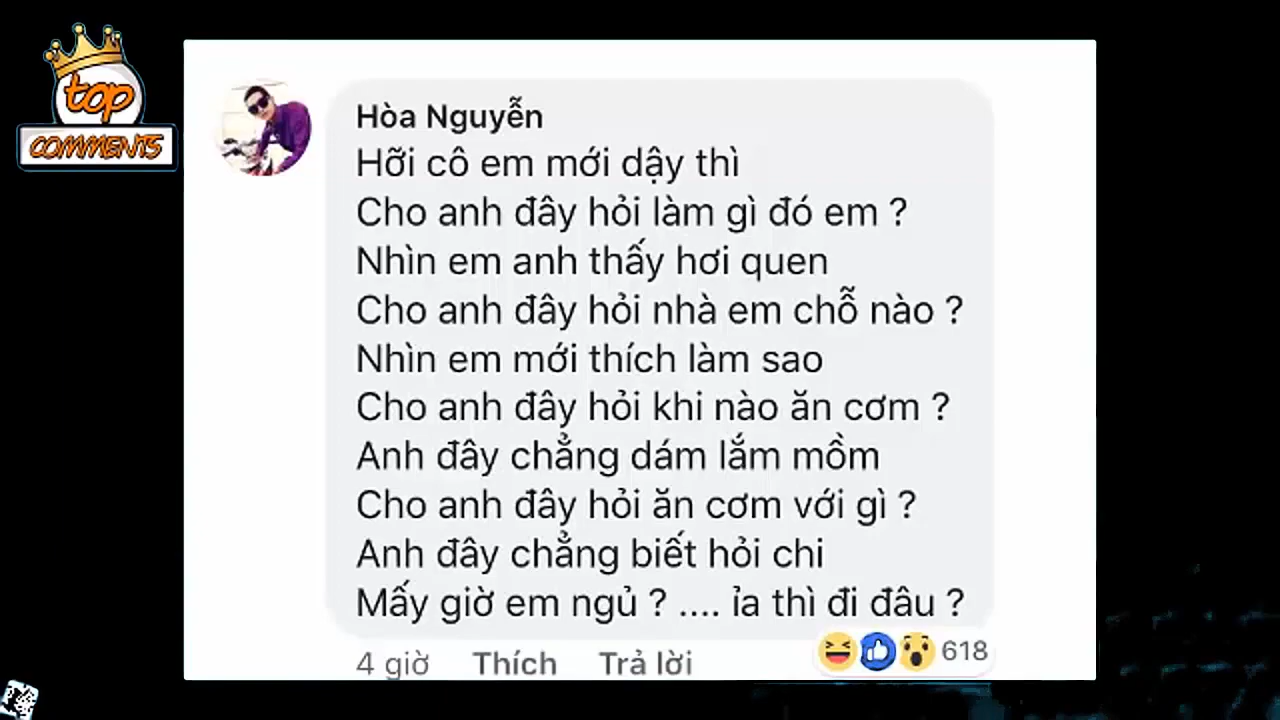 top
COMMENTS
Hòa Nguyễn
Hỡi cô em mới dậy thì
Cho anh đây hỏi làm gì đó em ?
Nhìn em anh thấy hơi quen
Cho anh đây hỏi nhà em chỗ nào ?
Nhìn em mới thích làm sao
Cho anh đây hỏi khi nào ăn cơm ?
Anh đây chẳng dám lắm mồm
Cho anh đây hỏi ăn cơm với gì ?
Anh đây chẳng biết hỏi chi
Mấy giờ em ngủ ? .... ỉa thì đi đâu ?
4 giờ Thích Trả lời 618